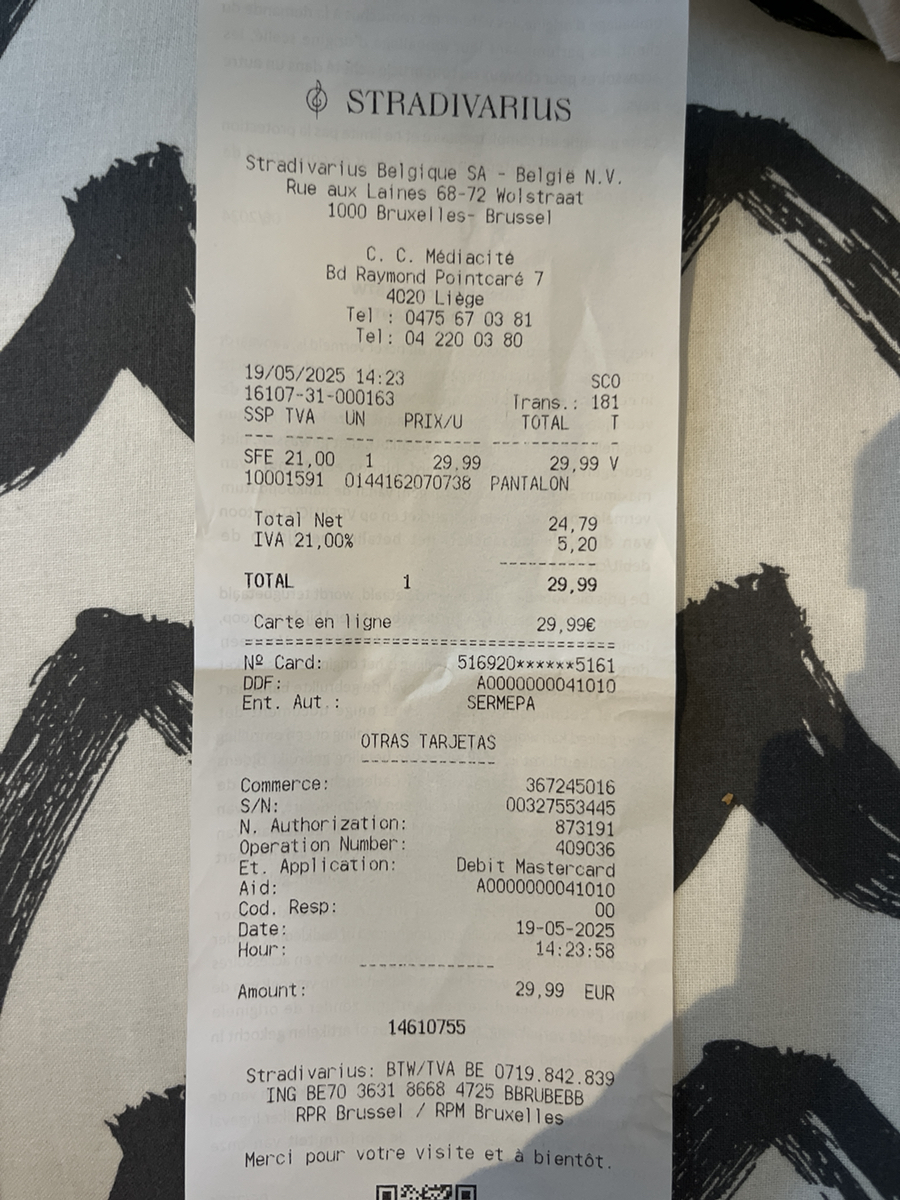 STRADIVARIUS
Stradivarius Belgique SA - België N.V.
Rue aux Laines 68-72 Wolstraat
1000 Bruxelles- Brussel
C. C. Médiacité
Bd Raymond Pointcaré 7
4020 Liège
Tel : 0475 67 03 81
Tel: 04 220 03 80
19/05/2025 14:23 SCO
16107-31-000163 Trans.: 181
SSP TVA UN PRIX/U TOTAL T
SFE 21,00 1 29,99 29,99 V
10001591 0144162070738 PANTALON
Total Net 24,79
IVA 21,00% 5,20
TOTAL 1 29,99
Carte en ligne 29,99€
Nº Card: 516920******5161
DDF: A0000000041010
Ent. Aut.: SERMEPA
OTRAS TARJETAS
Commerce: 367245016
S/N: 00327553445
N. Authorization: 873191
Operation Number: 409036
Et. Application: Debit Mastercard
Aid: A0000000041010
Cod. Resp: 00
Date: 19-05-2025
Hour: 14:23:58
Amount: 29,99 EUR
14610755
Stradivarius: BTW/TVA BE 0719.842.839
ING BE70 3631 8668 4725 BBRUBEBB
RPR Brussel / RPM Bruxelles
Merci pour votre visite et à bientôt.